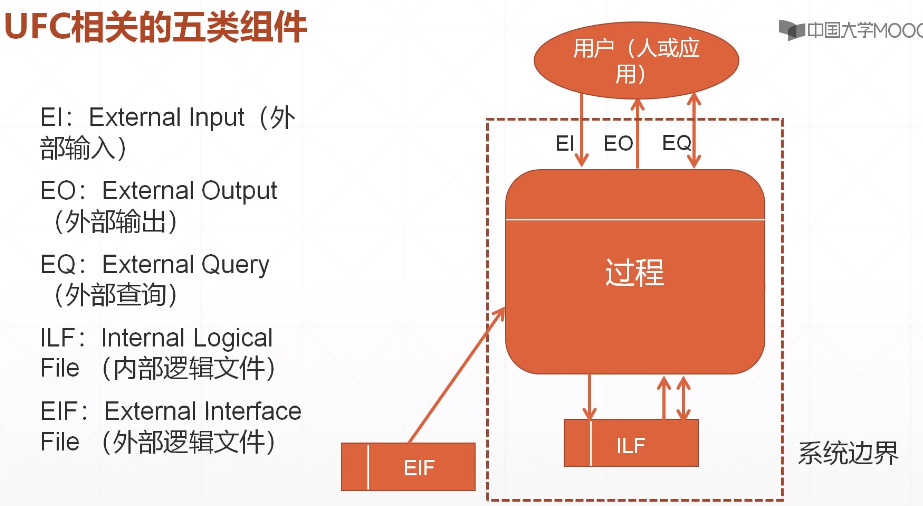 UFC相关的五类组件
中国大学MOOC
EI：External Input（外
部输入）
EO：External Output
（外部输出）
EQ：External Query
（外部查询）
ILF：Internal Logical
File （内部逻辑文件）
EIF：External Interface
File （外部逻辑文件）
用户（人或应
用）
EI
EO
EQ
过程
ILF
EIF
系统边界